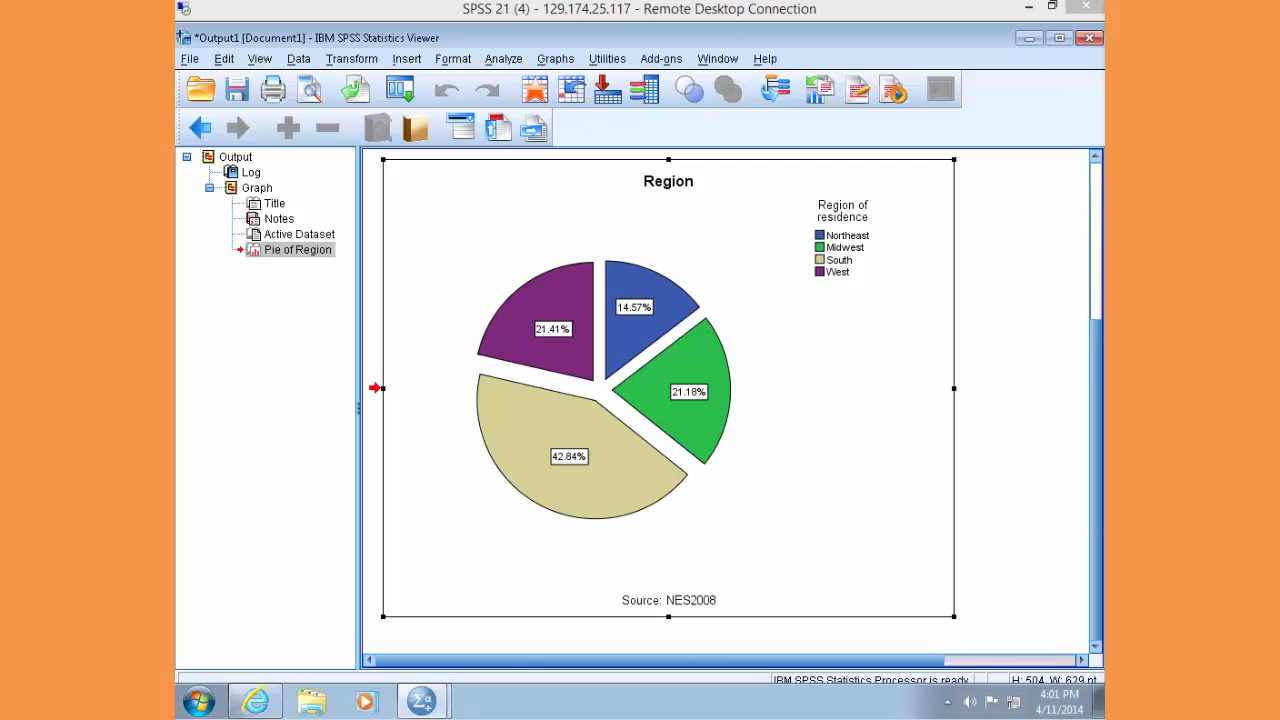 SPSS 21 (4) - 129.174.25.117 - Remote Desktop Connection
*Output1 [Document1] - IBM SPSS Statistics Viewer
File Edit View Data Transform Insert Format Analyze Graphs Utilities Add-ons Window Help
Output
Log
Graph
Title
Notes
Active Dataset
Pie of Region
Region
Region of
residence
Northeast
Midwest
South
West
14.57%
21.41%
21.18%
42.84%
Source: NES2008
IBM SPSS Statistics Processor is ready
H: 504, W: 629 pt
4:01 PM
4/11/2014